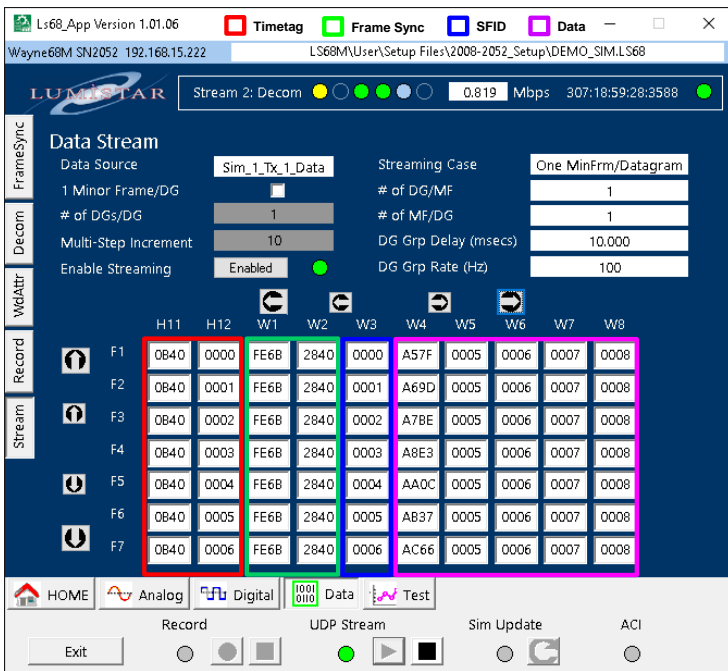 Ls68_App Version 1.01.06 Timetag Frame Sync SFID Data
Wayne68M SN2052 192.168.15.222 LS68M\User\Setup Files\2008-2052_Setup\DEMO_SIM.LS68
LUMISTAR Stream 2: Decom 0.819 Mbps 307:18:59:28:3588
FrameSync
Decom
WdAttr
Record
Stream
Data Stream
Data Source Sim_1_Tx_1_Data Streaming Case One MinFrm/Datagram
1 Minor Frame/DG # of DG/MF 1
# of DGs/DG 1 # of MF/DG 1
Multi-Step Increment 10 DG Grp Delay (msecs) 10.000
Enable Streaming Enabled DG Grp Rate (Hz) 100
H11 H12 W1 W2 W3 W4 W5 W6 W7 W8
F1 0B40 0000 FE6B 2840 0000 A57F 0005 0006 0007 0008
F2 0B40 0001 FE6B 2840 0001 A69D 0005 0006 0007 0008
F3 0B40 0002 FE6B 2840 0002 A7BE 0005 0006 0007 0008
F4 0B40 0003 FE6B 2840 0003 A8E3 0005 0006 0007 0008
F5 0B40 0004 FE6B 2840 0004 AA0C 0005 0006 0007 0008
F6 0B40 0005 FE6B 2840 0005 AB37 0005 0006 0007 0008
F7 0B40 0006 FE6B 2840 0006 AC66 0005 0006 0007 0008
HOME Analog Digital 1001 0110 Data Test
Record UDP Stream Sim Update ACI
Exit